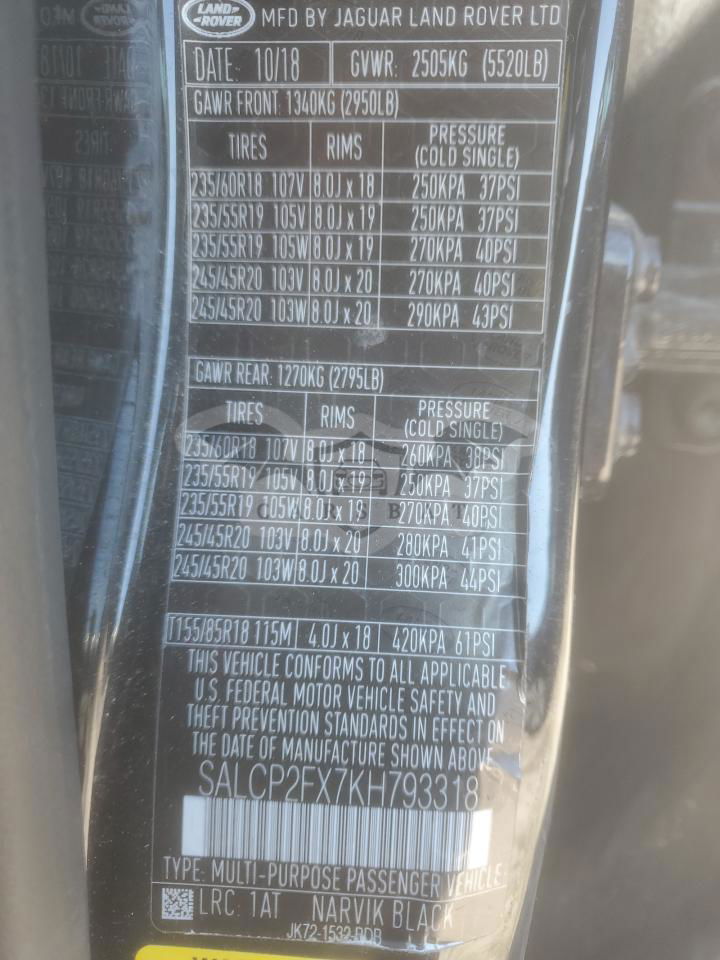 LAND ROVER MFD BY JAGUAR LAND ROVER LTD
DATE: 10/18 GVWR: 2505KG (5520LB)
GAWR FRONT: 1340KG (2950LB)
TIRES RIMS PRESSURE (COLD SINGLE)
235/60R18 107V 8.0J x 18 250KPA 37PSI
235/55R19 105V 8.0J x 19 250KPA 37PSI
235/55R19 105W 8.0J x 19 270KPA 40PSI
245/45R20 103V 8.0J x 20 270KPA 40PSI
245/45R20 103W 8.0J x 20 290KPA 43PSI
GAWR REAR: 1270KG (2795LB)
TIRES RIMS PRESSURE (COLD SINGLE)
235/60R18 107V 8.0J x 18 260KPA 38PSI
235/55R19 105V 8.0J x 19 250KPA 37PSI
235/55R19 105W 8.0J x 19 270KPA 40PSI
245/45R20 103V 8.0J x 20 280KPA 41PSI
245/45R20 103W 8.0J x 20 300KPA 44PSI
T155/85R18 115M 4.0J x 18 420KPA 61PSI
THIS VEHICLE CONFORMS TO ALL APPLICABLE
U.S. FEDERAL MOTOR VEHICLE SAFETY AND
THEFT PREVENTION STANDARDS IN EFFECT ON
THE DATE OF MANUFACTURE SHOWN ABOVE
SALCP2FX7KH793318
TYPE: MULTI-PURPOSE PASSENGER VEHICLE
LRC: 1AT NARVIK BLACK